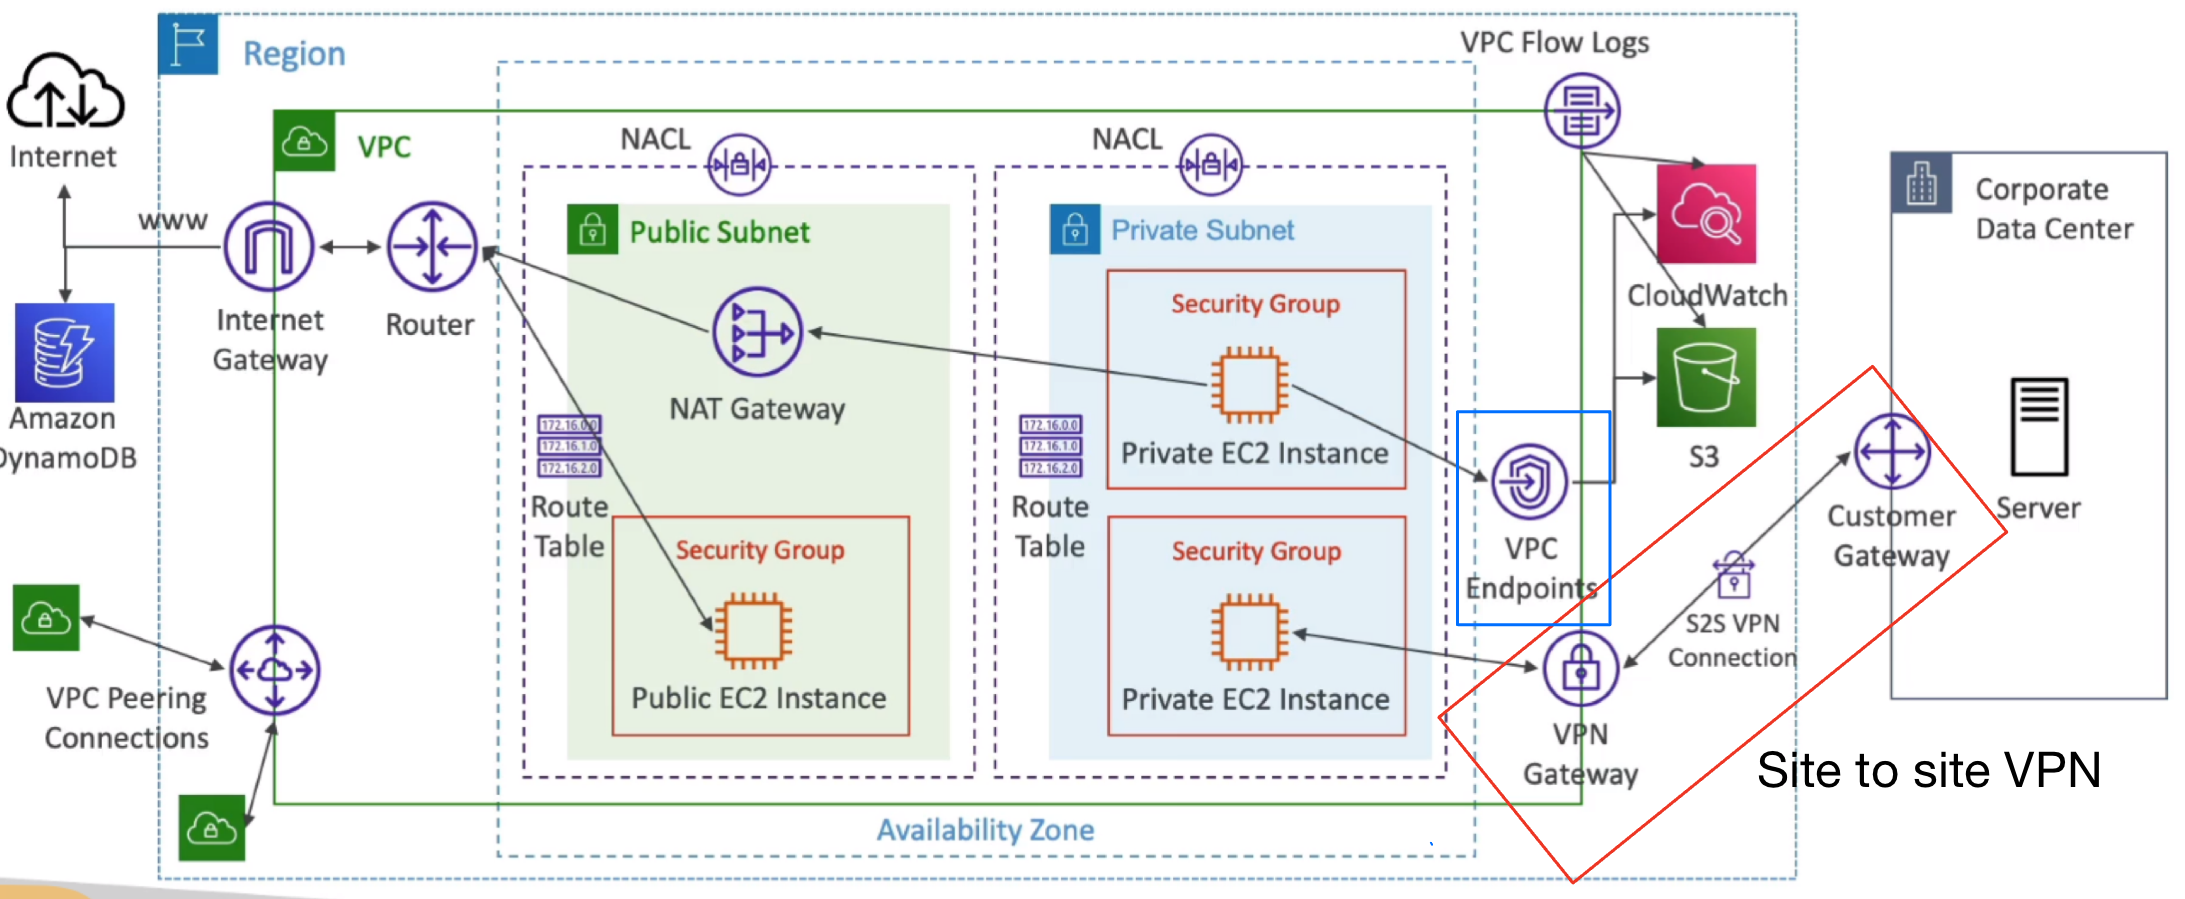 Region
VPC Flow Logs
Internet
www
VPC
NACL
NACL
Public Subnet
Private Subnet
Corporate
Data Center
Security Group
CloudWatch
Internet
Gateway
Router
NAT Gateway
Amazon
DynamoDB
172.16.0.0
172.16.1.0
172.16.2.0
Route
Table
172.16.0.0
172.16.1.0
172.16.2.0
Route
Table
Private EC2 Instance
S3
VPC
Endpoints
Customer
Gateway
Server
Security Group
Public EC2 Instance
Security Group
Private EC2 Instance
S2S VPN
Connection
VPN
Gateway
VPC Peering
Connections
Site to site VPN
Availability Zone